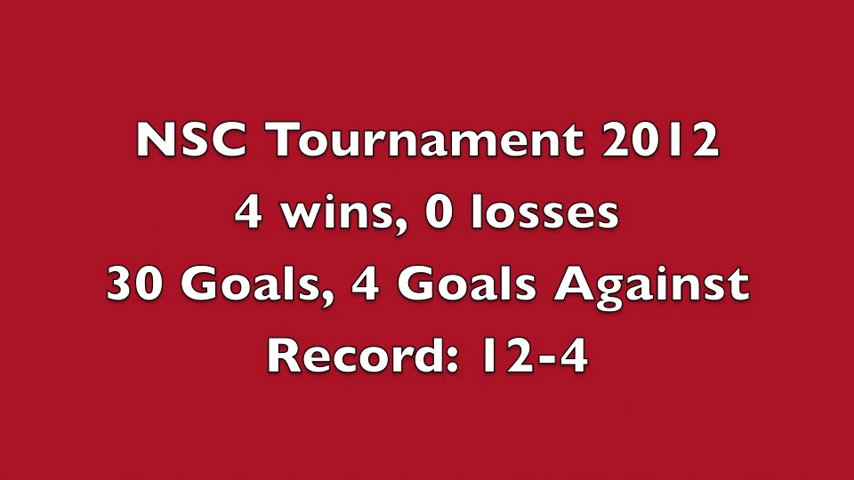 NSC Tournament 2012
4 wins, 0 losses
30 Goals, 4 Goals Against
Record: 12-4